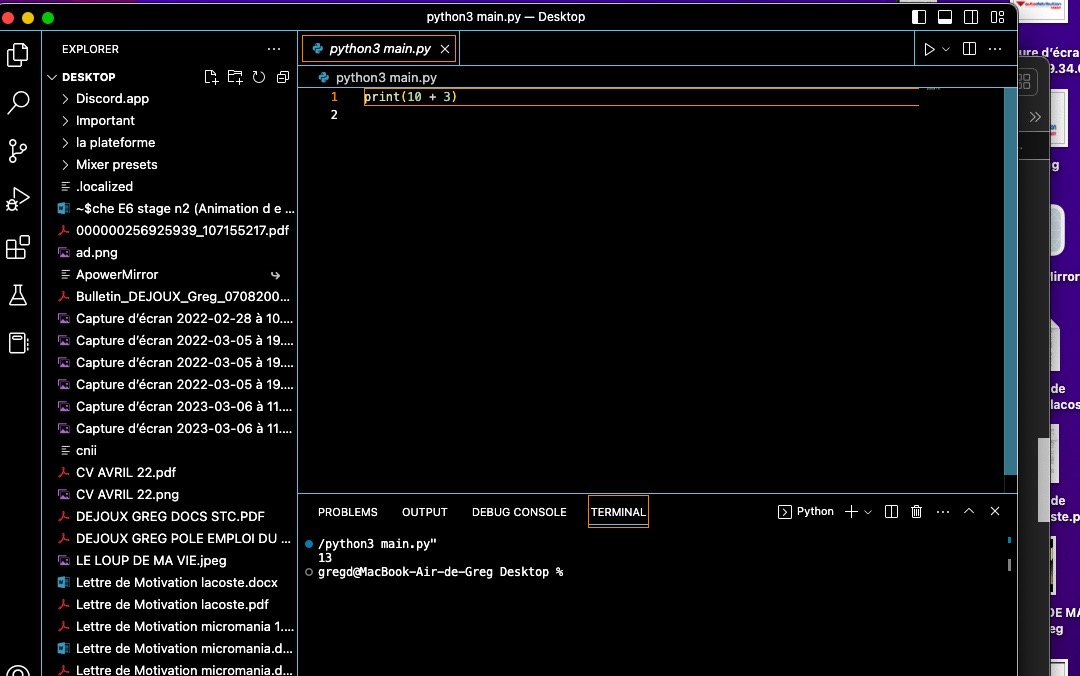 python3 main.py — Desktop
EXPLORER
DESKTOP
Discord.app
Important
la plateforme
Mixer presets
.localized
~$che E6 stage n2 (Animation d e ...
000000256925939_107155217.pdf
ad.png
ApowerMirror
Bulletin_DEJOUX_Greg_0708200...
Capture d'écran 2022-02-28 à 10....
Capture d'écran 2022-03-05 à 19....
Capture d'écran 2022-03-05 à 19....
Capture d'écran 2022-03-05 à 19....
Capture d'écran 2023-03-06 à 11....
Capture d'écran 2023-03-06 à 11....
cnii
CV AVRIL 22.pdf
CV AVRIL 22.png
DEJOUX GREG DOCS STC.PDF
DEJOUX GREG POLE EMPLOI DU ...
LE LOUP DE MA VIE.jpeg
Lettre de Motivation lacoste.docx
Lettre de Motivation lacoste.pdf
Lettre de Motivation micromania 1....
Lettre de Motivation micromania.d...
Lettre de Motivation micromania.d...
python3 main.py
python3 main.py
1 print(10 + 3)
2
PROBLEMS OUTPUT DEBUG CONSOLE TERMINAL
Python
/python3 main.py"
13
gregd@MacBook-Air-de-Greg Desktop %
ure d'écra
9.34.0
g
lirror
de
lacos
de
ste.p
DE MA
eg